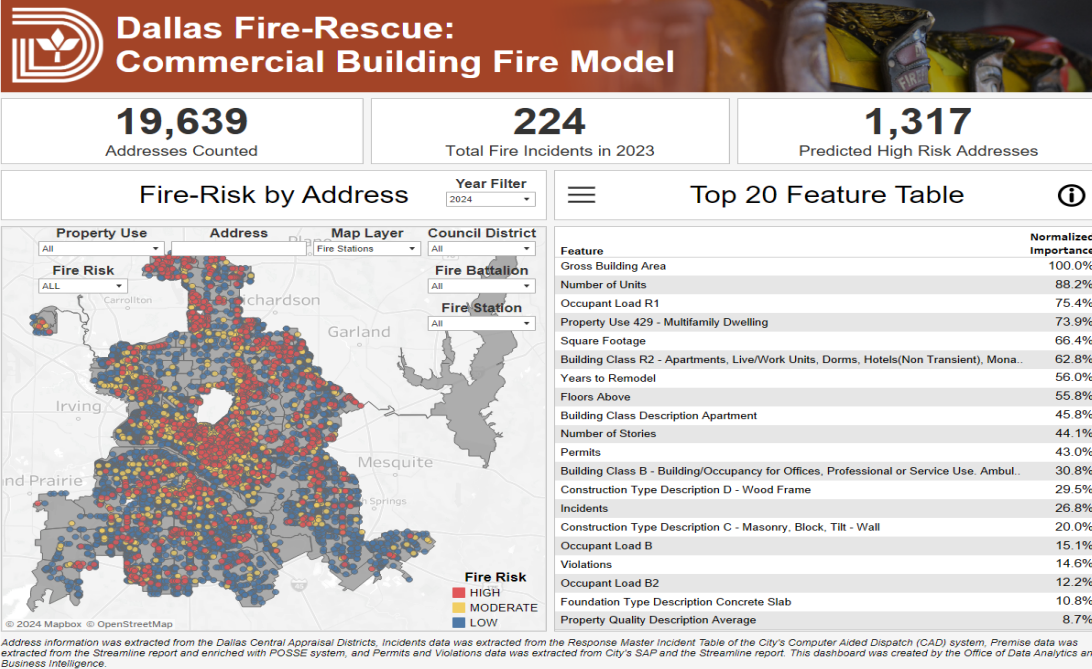 Dallas Fire-Rescue:
Commercial Building Fire Model
FIRE
19,639
Addresses Counted
224
Total Fire Incidents in 2023
1,317
Predicted High Risk Addresses
Fire-Risk by Address
Year Filter
2024
Top 20 Feature Table
Property Use
All
Address
Map Layer
Fire Stations
Council District
All
Fire Risk
ALL
Fire Battalion
All
Fire Station
All
Plano
Carrollton
ichardson
Garland
Irving
Mesquite
nd Prairie
n Springs
Fire Risk
HIGH
MODERATE
LOW
© 2024 Mapbox © OpenStreetMap
Feature Normalized Importance
Gross Building Area 100.0%
Number of Units 88.2%
Occupant Load R1 75.4%
Property Use 429 - Multifamily Dwelling 73.9%
Square Footage 66.4%
Building Class R2 - Apartments, Live/Work Units, Dorms, Hotels(Non Transient), Mona.. 62.8%
Years to Remodel 56.0%
Floors Above 55.8%
Building Class Description Apartment 45.8%
Number of Stories 44.1%
Permits 43.0%
Building Class B - Building/Occupancy for Offices, Professional or Service Use. Ambul.. 30.8%
Construction Type Description D - Wood Frame 29.5%
Incidents 26.8%
Construction Type Description C - Masonry, Block, Tilt - Wall 20.0%
Occupant Load B 15.1%
Violations 14.6%
Occupant Load B2 12.2%
Foundation Type Description Concrete Slab 10.8%
Property Quality Description Average 8.7%
Address information was extracted from the Dallas Central Appraisal Districts, Incidents data was extracted from the Response Master Incident Table of the City's Computer Aided Dispatch (CAD) system, Premise data was
extracted from the Streamline report and enriched with POSSE system, and Permits and Violations data was extracted from City's SAP and the Streamline report. This dashboard was created by the Office of Data Analytics an
Business Intelligence.